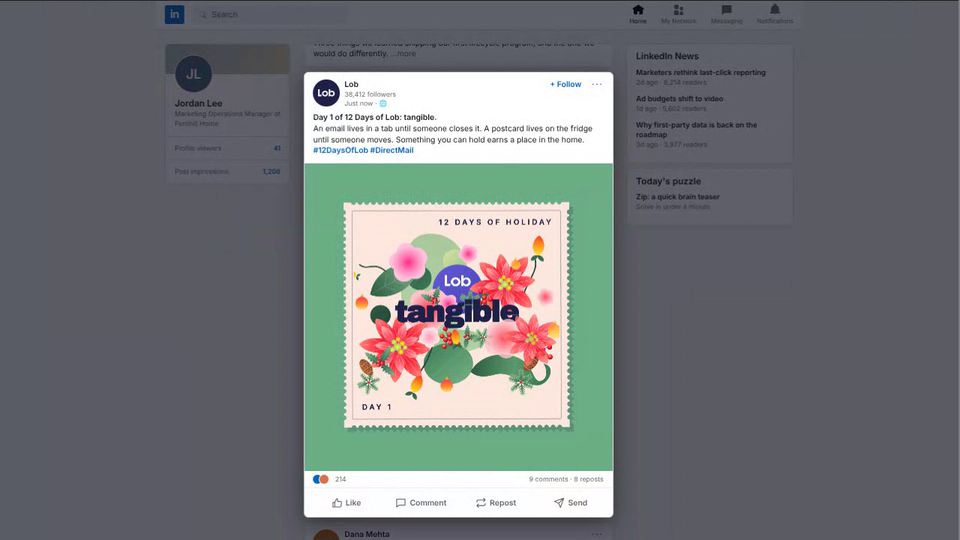 in
Search
Home
My Network
Messaging
Notifications
JL
Jordan Lee
Marketing Operations Manager at
Fernhill Home
Profile viewers
41
Post impressions
1,208
Three things we learned shipping our first lifecycle program, and the one we
would do differently. ...more
Lob
Lob
38,412 followers
Just now ·
+ Follow
Day 1 of 12 Days of Lob: tangible.
An email lives in a tab until someone closes it. A postcard lives on the fridge
until someone moves. Something you can hold earns a place in the home.
#12DaysOfLob #DirectMail
12 DAYS OF HOLIDAY
Lob
tangible
DAY 1
214
9 comments · 8 reposts
Like
Comment
Repost
Send
Dana Mehta
LinkedIn News
Marketers rethink last-click reporting
2d ago · 8,214 readers
Ad budgets shift to video
1d ago · 5,602 readers
Why first-party data is back on the
roadmap
3d ago · 3,977 readers
Today's puzzle
Zip: a quick brain teaser
Solve in under a minute